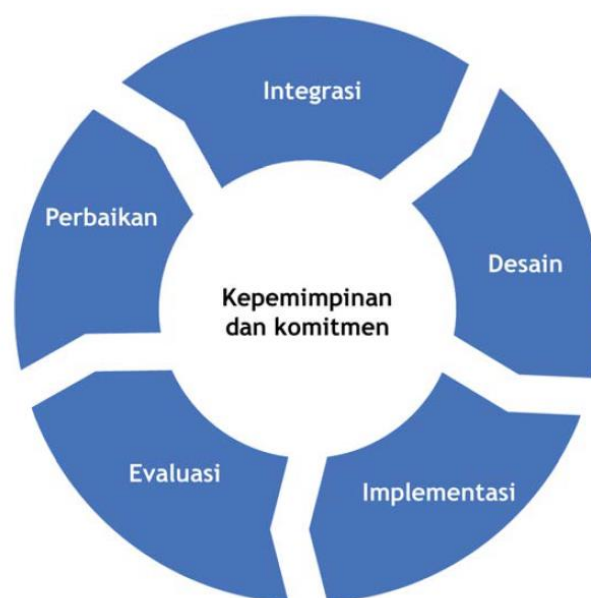 Integrasi
Perbaikan
Desain
Kepemimpinan
dan komitmen
Evaluasi
Implementasi